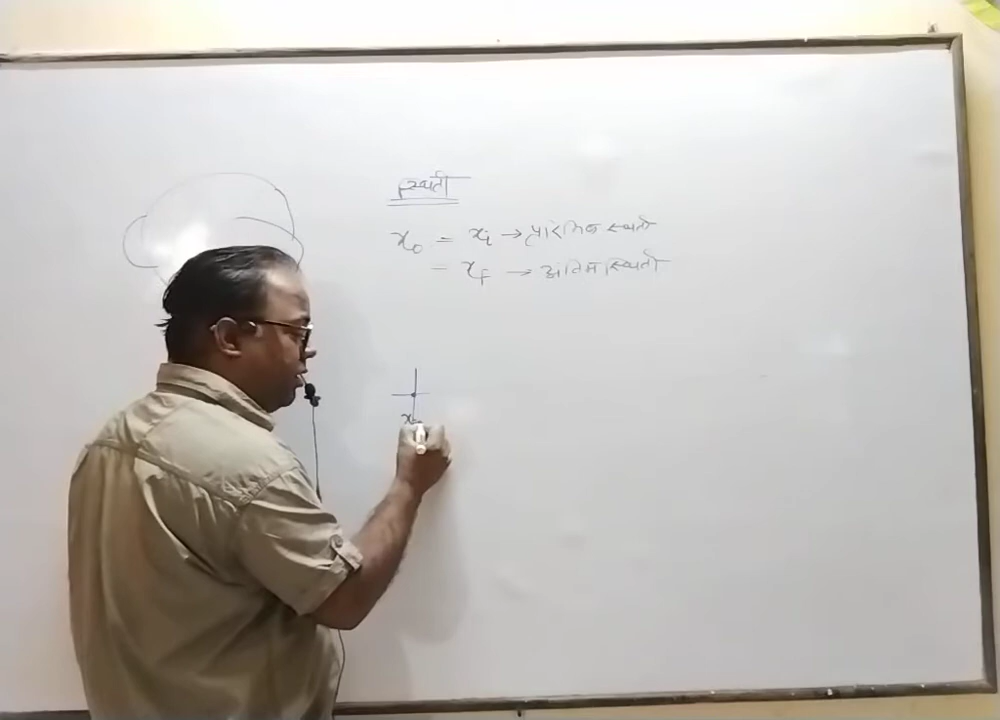 स्थिती
x₀ = xᵢ → प्रारंभिक स्थिती
= x_f → अंतिम स्थिती